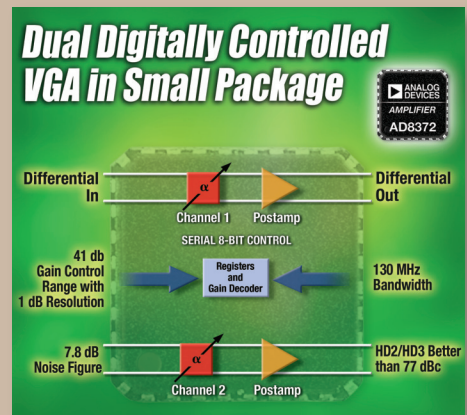 Dual Digitally Controlled
VGA in Small Package
ANALOG
DEVICES
AMPLIFIER
AD8372
Differential
In
α
Channel 1
Postamp
Differential
Out
SERIAL 8-BIT CONTROL
41 db
Gain Control
Range with
1 dB Resolution
Registers
and
Gain Decoder
130 MHz
Bandwidth
7.8 dB
Noise Figure
α
Channel 2
Postamp
HD2/HD3 Better
than 77 dBc